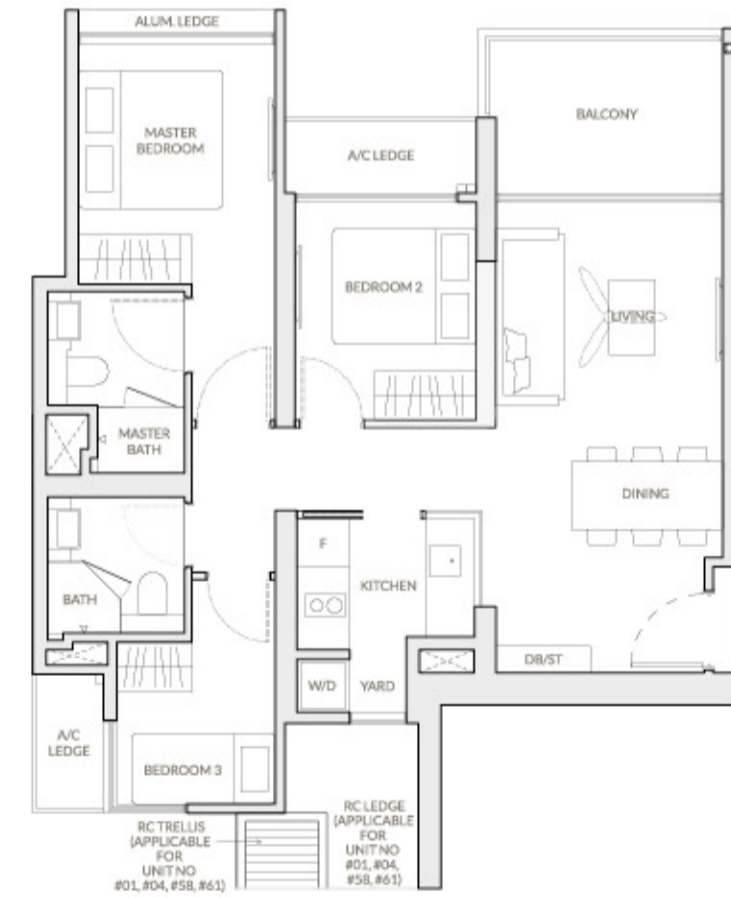 ALUM. LEDGE
BALCONY
MASTER
BEDROOM
A/C LEDGE
BEDROOM 2
LIVING
MASTER
BATH
DINING
F
KITCHEN
BATH
DB/ST
W/D
YARD
A/C
LEDGE
BEDROOM 3
RC TRELLIS
(APPLICABLE
FOR
UNIT NO
#01, #04, #58, #61)
RC LEDGE
(APPLICABLE
FOR
UNIT NO
#01, #04,
#58, #61)